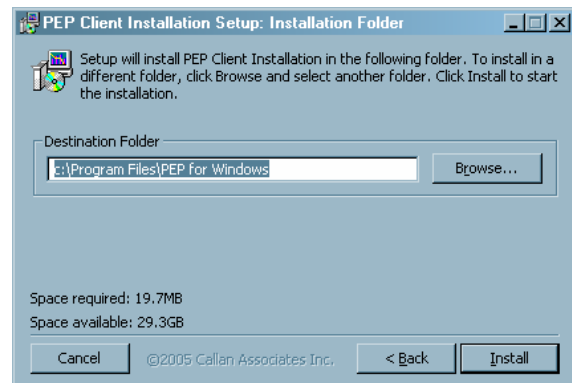 PEP Client Installation Setup: Installation Folder
Setup will install PEP Client Installation in the following folder. To install in a
different folder, click Browse and select another folder. Click Install to start
the installation.
Destination Folder
c:\Program Files\PEP for Windows
Browse...
Space required: 19.7MB
Space available: 29.3GB
Cancel
©2005 Callan Associates Inc.
< Back
Install